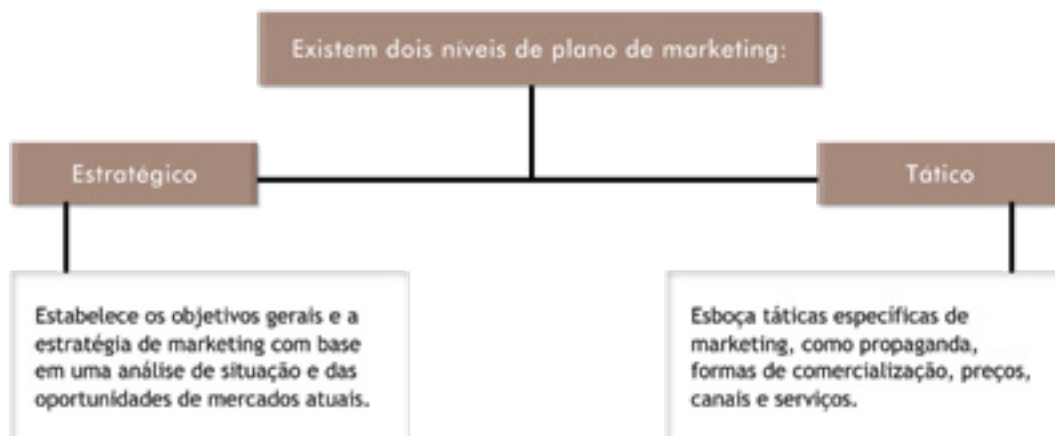 Existem dois níveis de plano de marketing:
Estratégico
Tático
Estabelece os objetivos gerais e a
estratégia de marketing com base
em uma análise de situação e das
oportunidades de mercados atuais.
Esboça táticas específicas de
marketing, como propaganda,
formas de comercialização, preços,
canais e serviços.